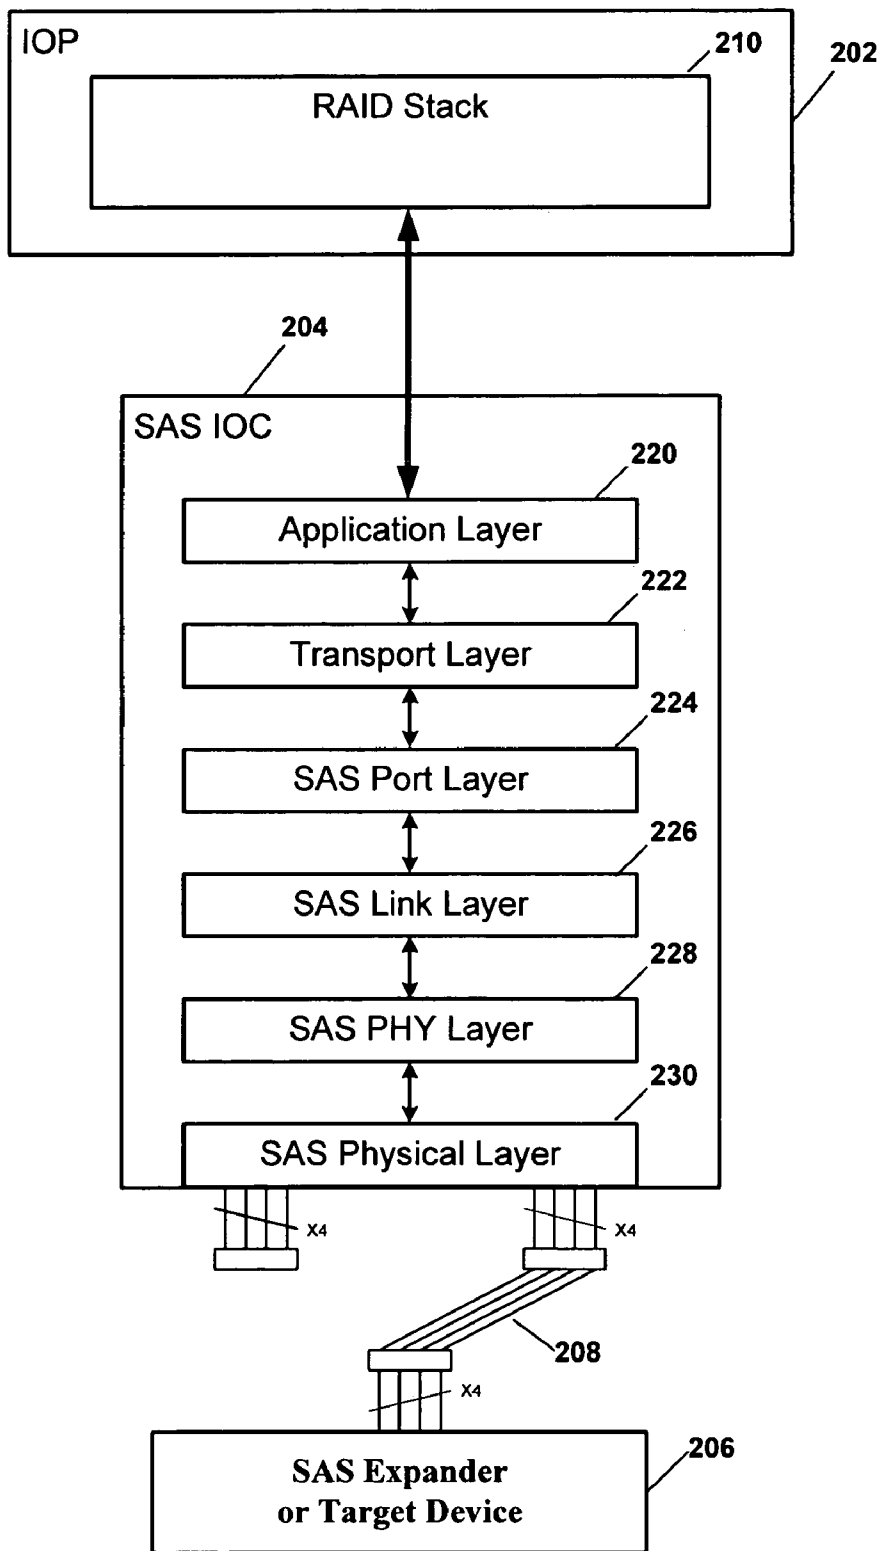 IOP
210
202
RAID Stack
204
SAS IOC
220
Application Layer
222
Transport Layer
224
SAS Port Layer
226
SAS Link Layer
228
SAS PHY Layer
230
SAS Physical Layer
X4
X4
208
X4
206
SAS Expander
or Target Device